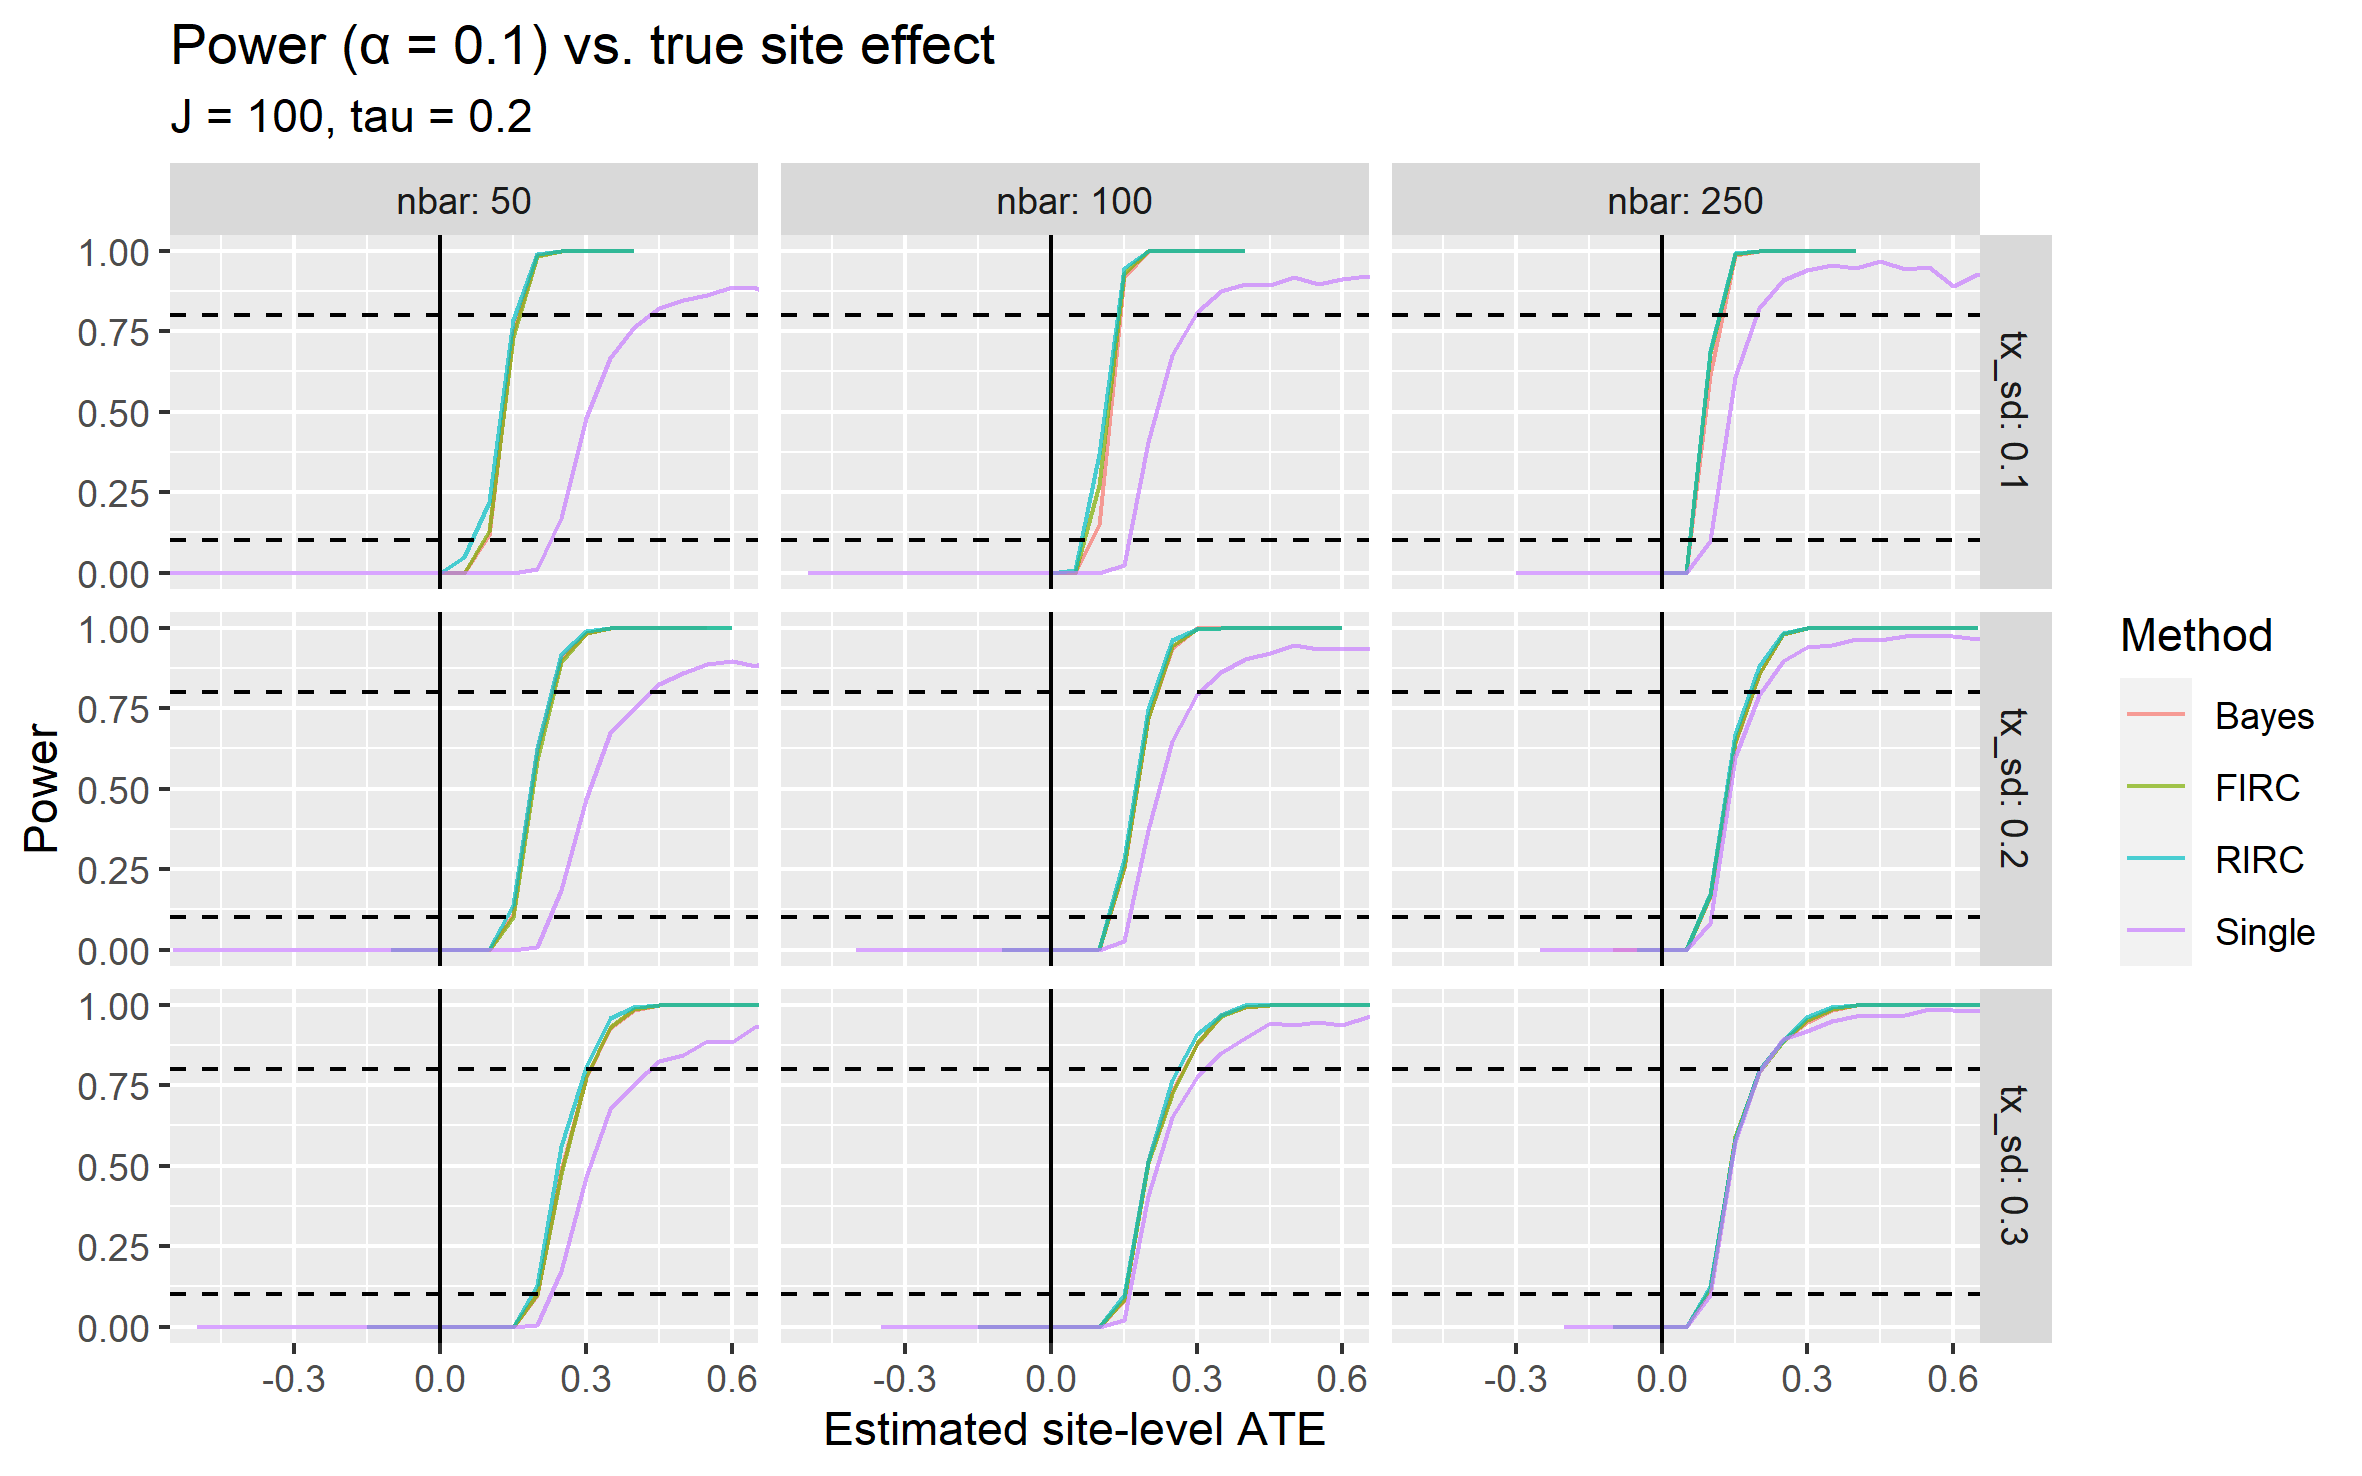 Power (α = 0.1) vs. true site effect
J = 100, tau = 0.2
nbar: 50
nbar: 100
nbar: 250
1.00
0.75
0.50
0.25
0.00
tx_sd: 0.1
1.00
0.75
0.50
0.25
0.00
tx_sd: 0.2
1.00
0.75
0.50
0.25
0.00
tx_sd: 0.3
Power
-0.3 0.0 0.3 0.6
-0.3 0.0 0.3 0.6
-0.3 0.0 0.3 0.6
Estimated site-level ATE
Method
Bayes
FIRC
RIRC
Single